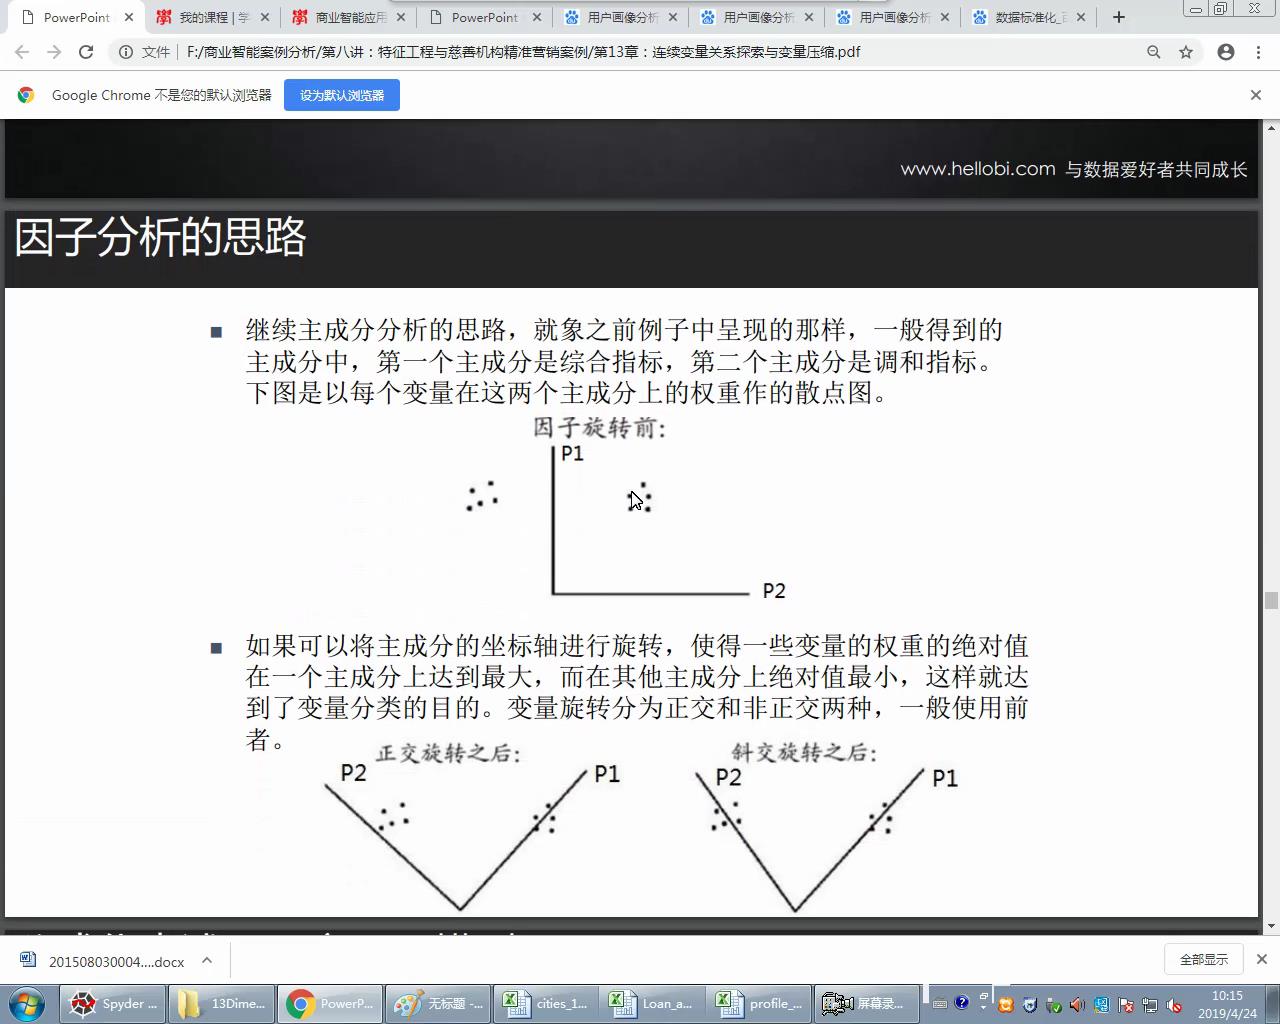 PowerPoint
我的课程 | 学
商业智能应用
PowerPoint
用户画像分析
用户画像分析
用户画像分析
数据标准化_百
文件
F:/商业智能案例分析/第八讲：特征工程与慈善机构精准营销案例/第13章：连续变量关系探索与变量压缩.pdf
Google Chrome 不是您的默认浏览器
设为默认浏览器
www.hellobi.com 与数据爱好者共同成长
因子分析的思路
继续主成分分析的思路，就象之前例子中呈现的那样，一般得到的
主成分中，第一个主成分是综合指标，第二个主成分是调和指标。
下图是以每个变量在这两个主成分上的权重作的散点图。
因子旋转前:
P1
P2
如果可以将主成分的坐标轴进行旋转，使得一些变量的权重的绝对值
在一个主成分上达到最大，而在其他主成分上绝对值最小，这样就达
到了变量分类的目的。变量旋转分为正交和非正交两种，一般使用前
者。
正交旋转之后:
斜交旋转之后:
P2
P1
P2
P1
201508030004....docx
全部显示
Spyder ...
13Dime...
PowerP...
无标题 -...
cities_1...
Loan_a...
profile_...
屏幕录...
10:15
2019/4/24